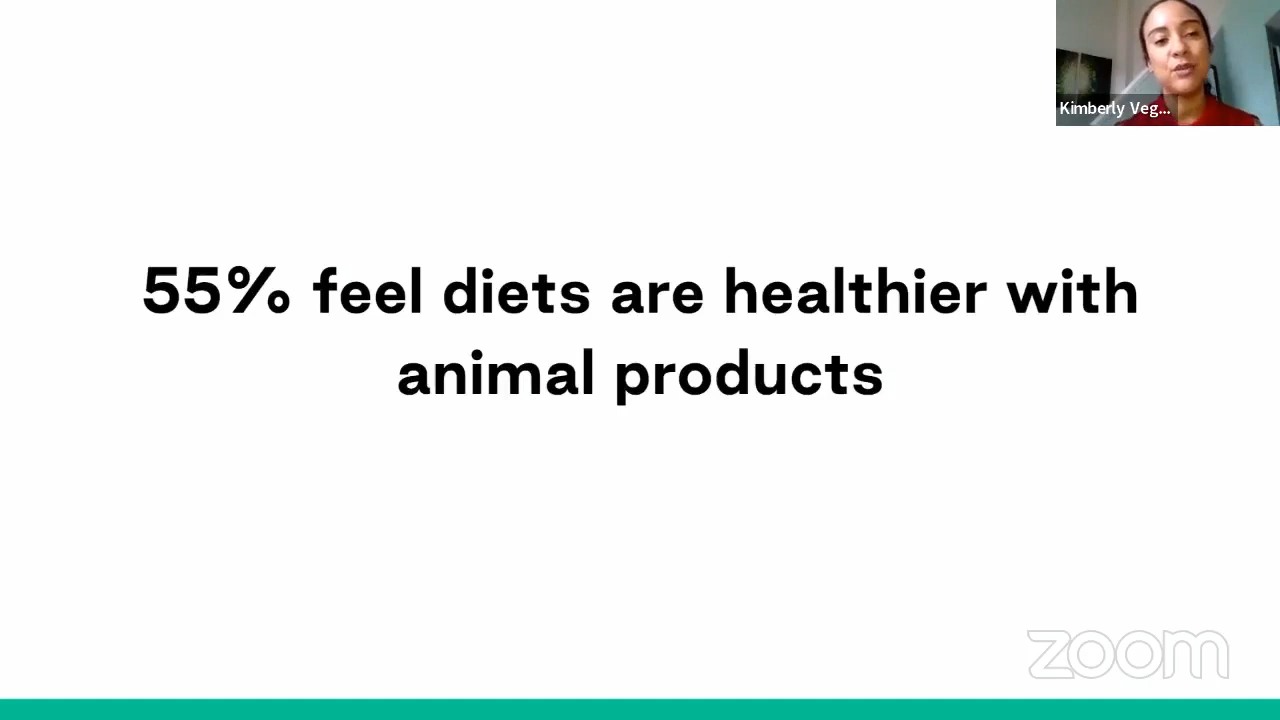 Kimberly Veg...
55% feel diets are healthier with
animal products
zoom